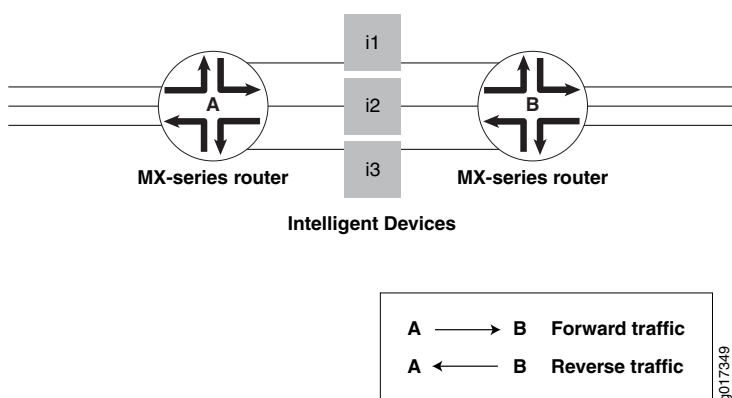 i1
A
i2
B
i3
MX-series router
MX-series router
Intelligent Devices
A B Forward traffic
A B Reverse traffic
g017349